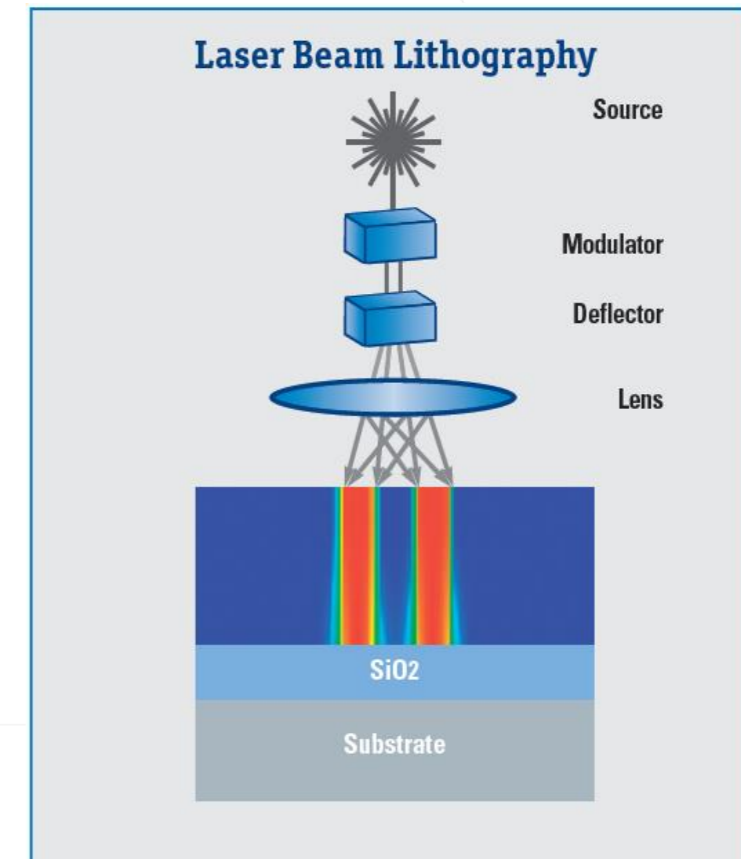 Laser Beam Lithography
Source
Modulator
Deflector
Lens
SiO2
Substrate